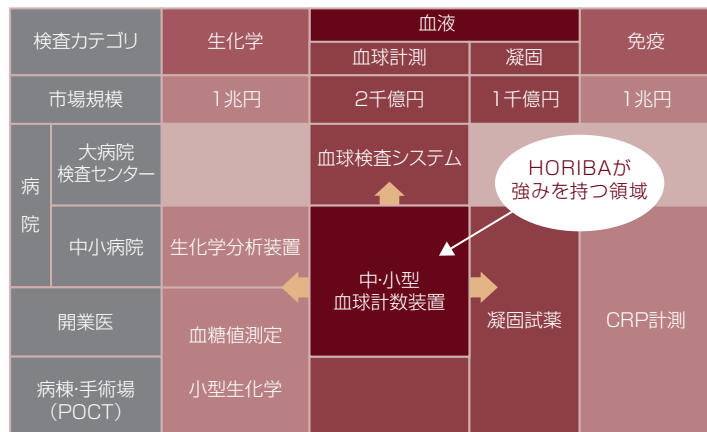 検査カテゴリ
生化学
血液
免疫
血球計測
凝固
市場規模
1兆円
2千億円
1千億円
1兆円
病院
大病院
検査センター
血球検査システム
HORIBAが
強みを持つ領域
中小病院
生化学分析装置
中・小型
血球計数装置
開業医
血糖値測定
凝固試薬
CRP計測
病棟・手術場
(POCT)
小型生化学